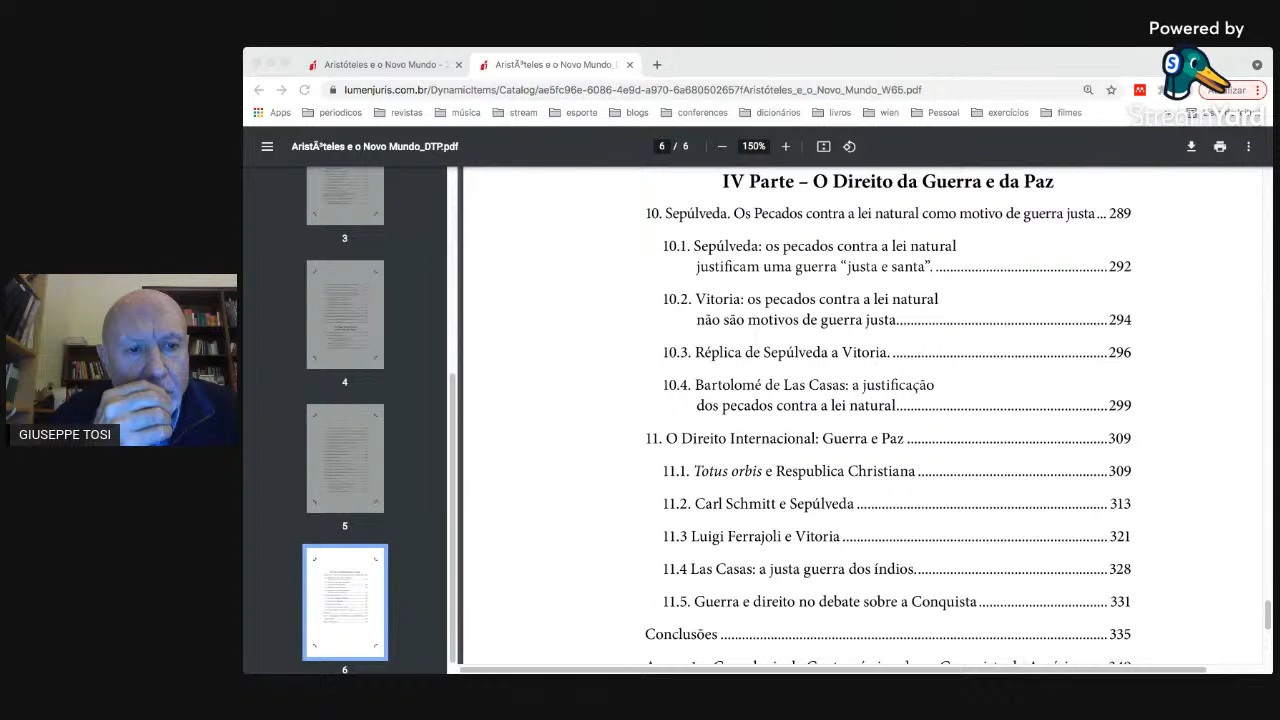 Powered by
StreamYard
Aristóteles e o Novo Mundo - 
AristÃ³teles e o Novo Mundo_D
lumenjuris.com.br/DynamicItems/Catalog/ae5fc96e-6086-4e9d-a970-6a680502657fAristóteles_e_o_Novo_Mundo_W65.pdf
Apps periodicos revistas música stream esporte blogs conferences dicionários livros wien Pessoal exercícios filmes
AristÃ³teles e o Novo Mundo_DTP.pdf
6 / 6
150%
3
4
5
6
GIUSEPPE TOSI
IV Parte – O Direito da Guerra e da Paz
10. Sepúlveda. Os Pecados contra a lei natural como motivo de guerra justa... 289
10.1. Sepúlveda: os pecados contra a lei natural
justificam uma guerra “justa e santa”. 292
10.2. Vitoria: os pecados contra a lei natural
não são motivos de guerra justa 294
10.3. Réplica de Sepúlveda a Vitoria. 296
10.4. Bartolomé de Las Casas: a justificação
dos pecados contra a lei natural 299
11. O Direito Internacional: Guerra e Paz 309
11.1. Totus orbis e Respublica Christiana 309
11.2. Carl Schmitt e Sepúlveda 313
11.3 Luigi Ferrajoli e Vitoria 321
11.4 Las Casas: a justa guerra dos índios 328
11.5 Guerra e paz no debate sobre a Conquista 331
Conclusões 335